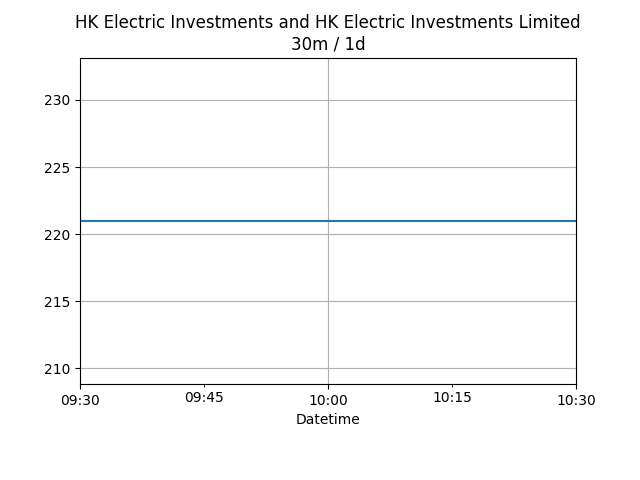 HK Electric Investments and HK Electric Investments Limited
30m / 1d
230
225
220
215
210
09:30 09:45 10:00 10:15 10:30
Datetime